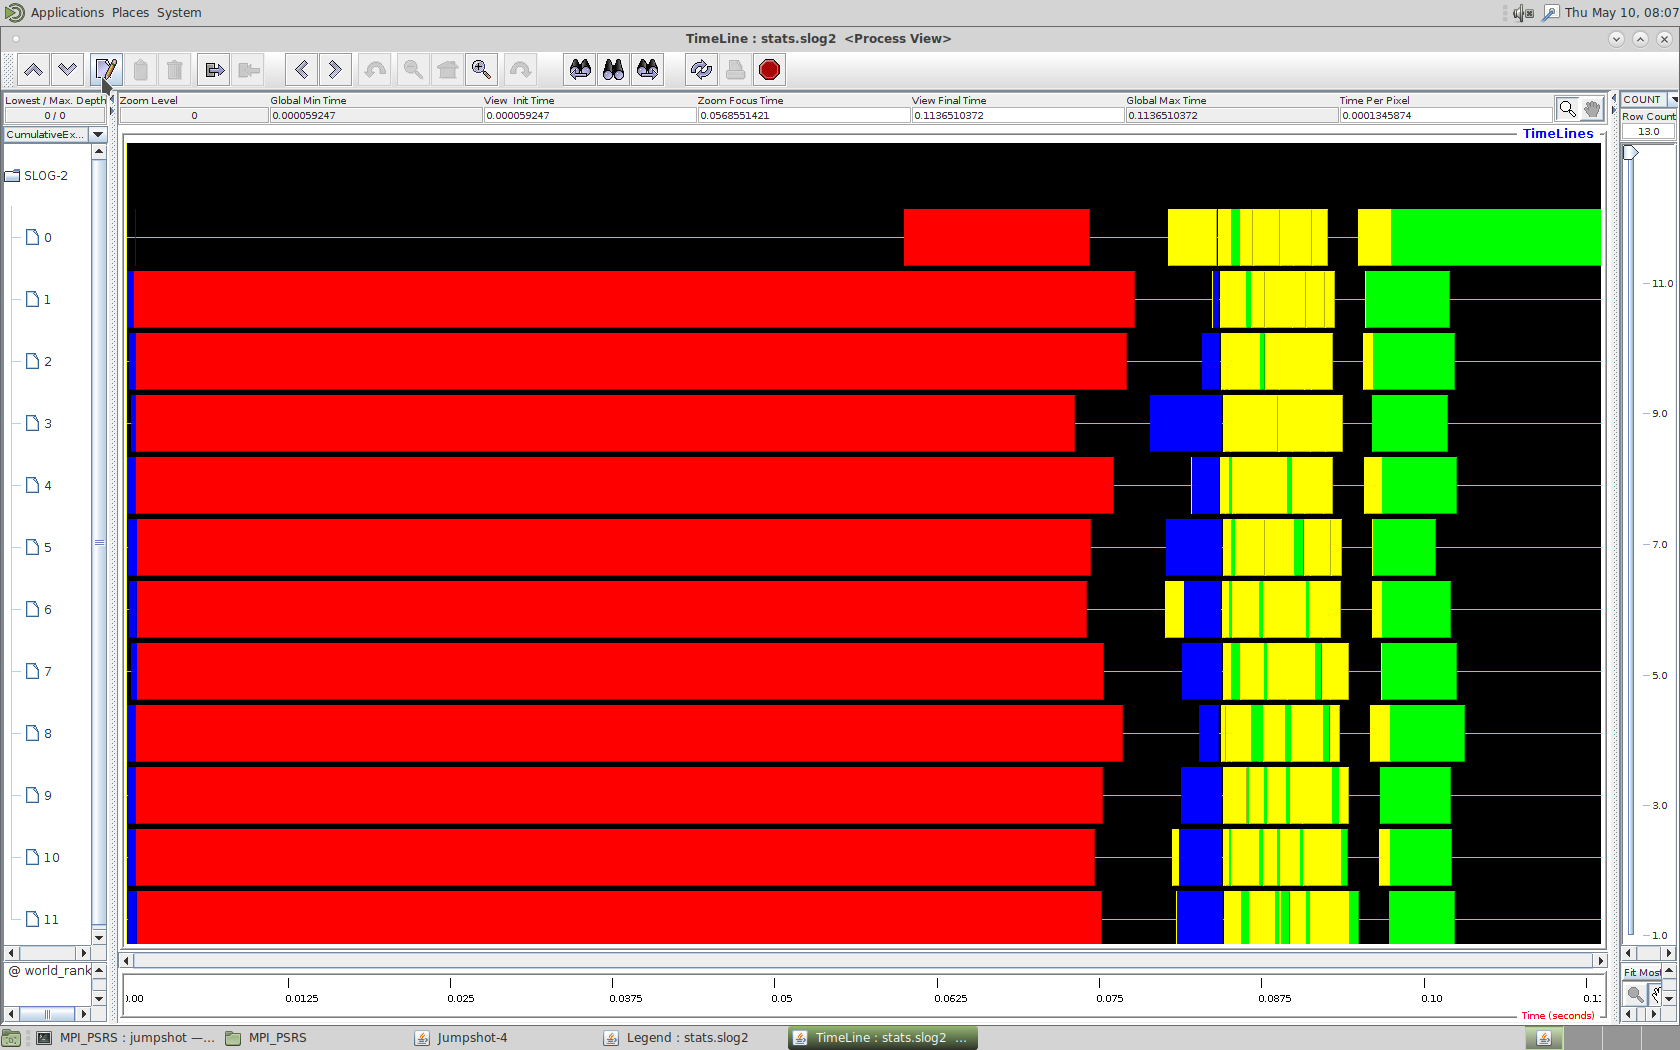 Applications Places System
Thu May 10, 08:07
TimeLine : stats.slog2 <Process View>
Lowest / Max. Depth
0 / 0
Zoom Level
0
Global Min Time
0.000059247
View Init Time
0.000059247
Zoom Focus Time
0.0568551421
View Final Time
0.1136510372
Global Max Time
0.1136510372
Time Per Pixel
0.0001345874
COUNT
Row Count
13.0
CumulativeEx...
TimeLines
SLOG-2
0
1
2
3
4
5
6
7
8
9
10
11
11.0
9.0
7.0
5.0
3.0
1.0
@ world_rank
Fit Most
0.00
0.0125
0.025
0.0375
0.05
0.0625
0.075
0.0875
0.10
0.1
Time (seconds)
MPI_PSRS : jumpshot —...
MPI_PSRS
Jumpshot-4
Legend : stats.slog2
TimeLine : stats.slog2 ...